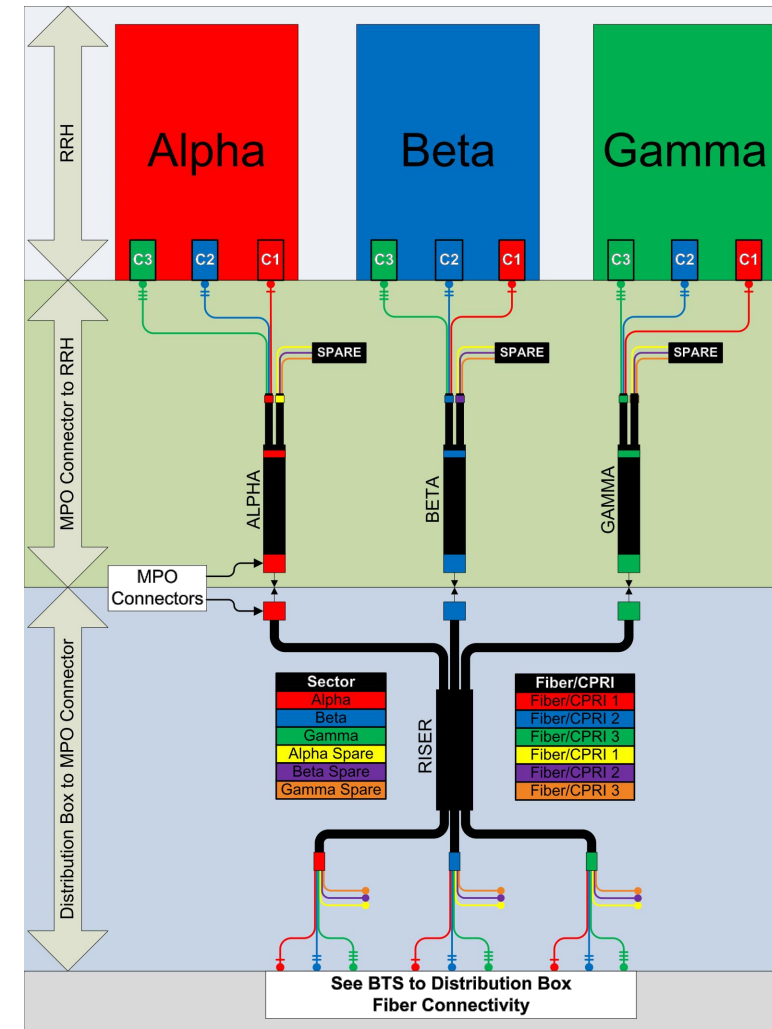 RRH
Alpha
Beta
Gamma
C3
C2
C1
C3
C2
C1
C3
C2
C1
MPO Connector to RRH
SPARE
SPARE
SPARE
ALPHA
BETA
GAMMA
MPO
Connectors
Distribution Box to MPO Connector
Sector
Alpha
Beta
Gamma
Alpha Spare
Beta Spare
Gamma Spare
RISER
Fiber/CPRI
Fiber/CPRI 1
Fiber/CPRI 2
Fiber/CPRI 3
Fiber/CPRI 1
Fiber/CPRI 2
Fiber/CPRI 3
See BTS to Distribution Box
Fiber Connectivity